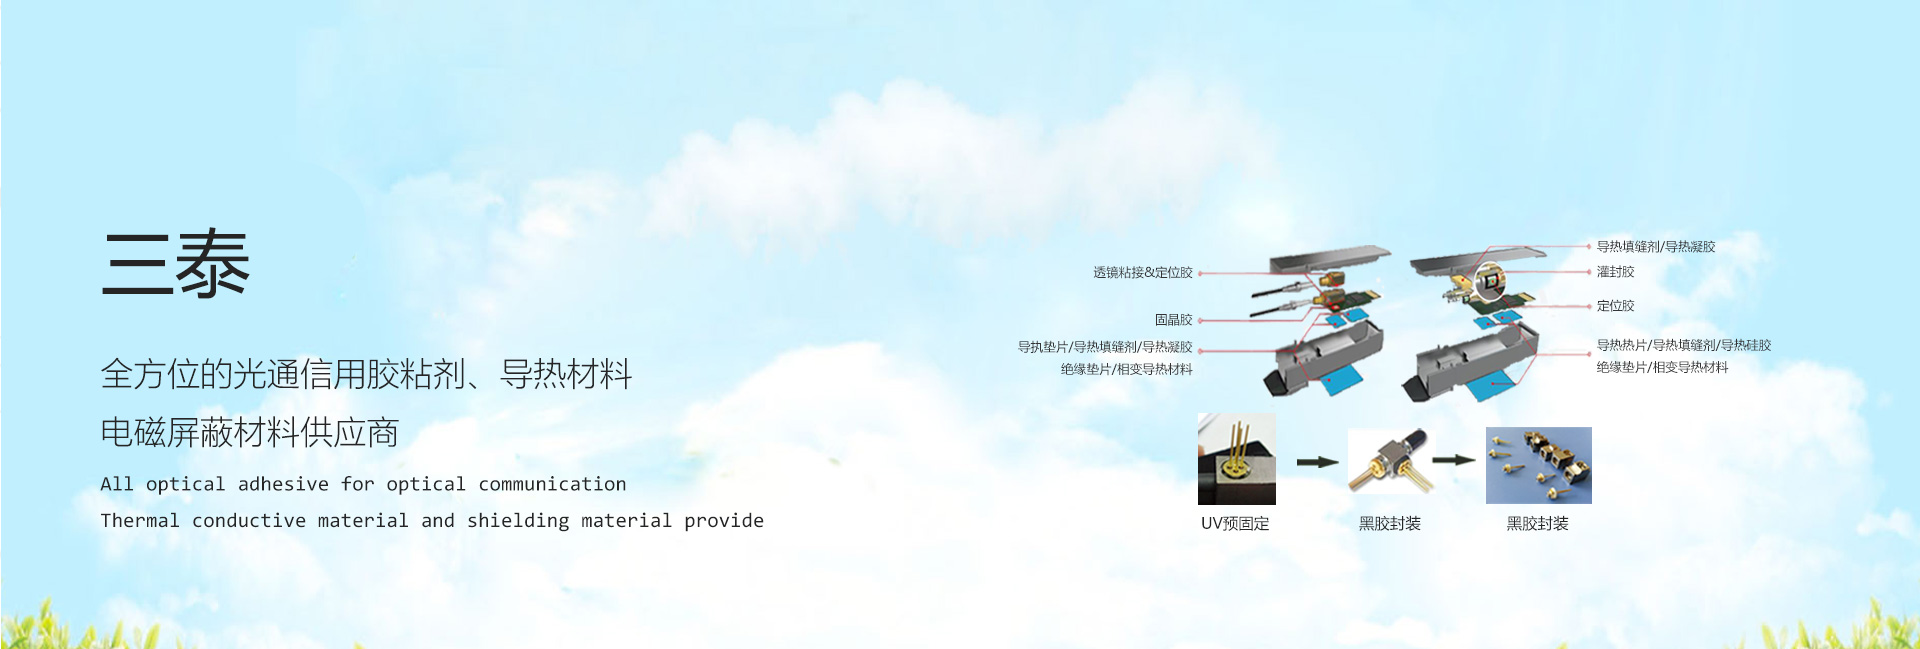 三泰
全方位的光通信用胶粘剂、导热材料
电磁屏蔽材料供应商
All optical adhesive for optical communication
Thermal conductive material and shielding material provide
透镜粘接&定位胶
固晶胶
导执垫片/导热填缝剂/导热凝胶
绝缘垫片/相变导热材料
导热填缝剂/导热凝胶
灌封胶
定位胶
导热热片/导热填缝剂/导热硅胶
绝缘垫片/相变导热材料
UV预固定
黑胶封装
黑胶封装